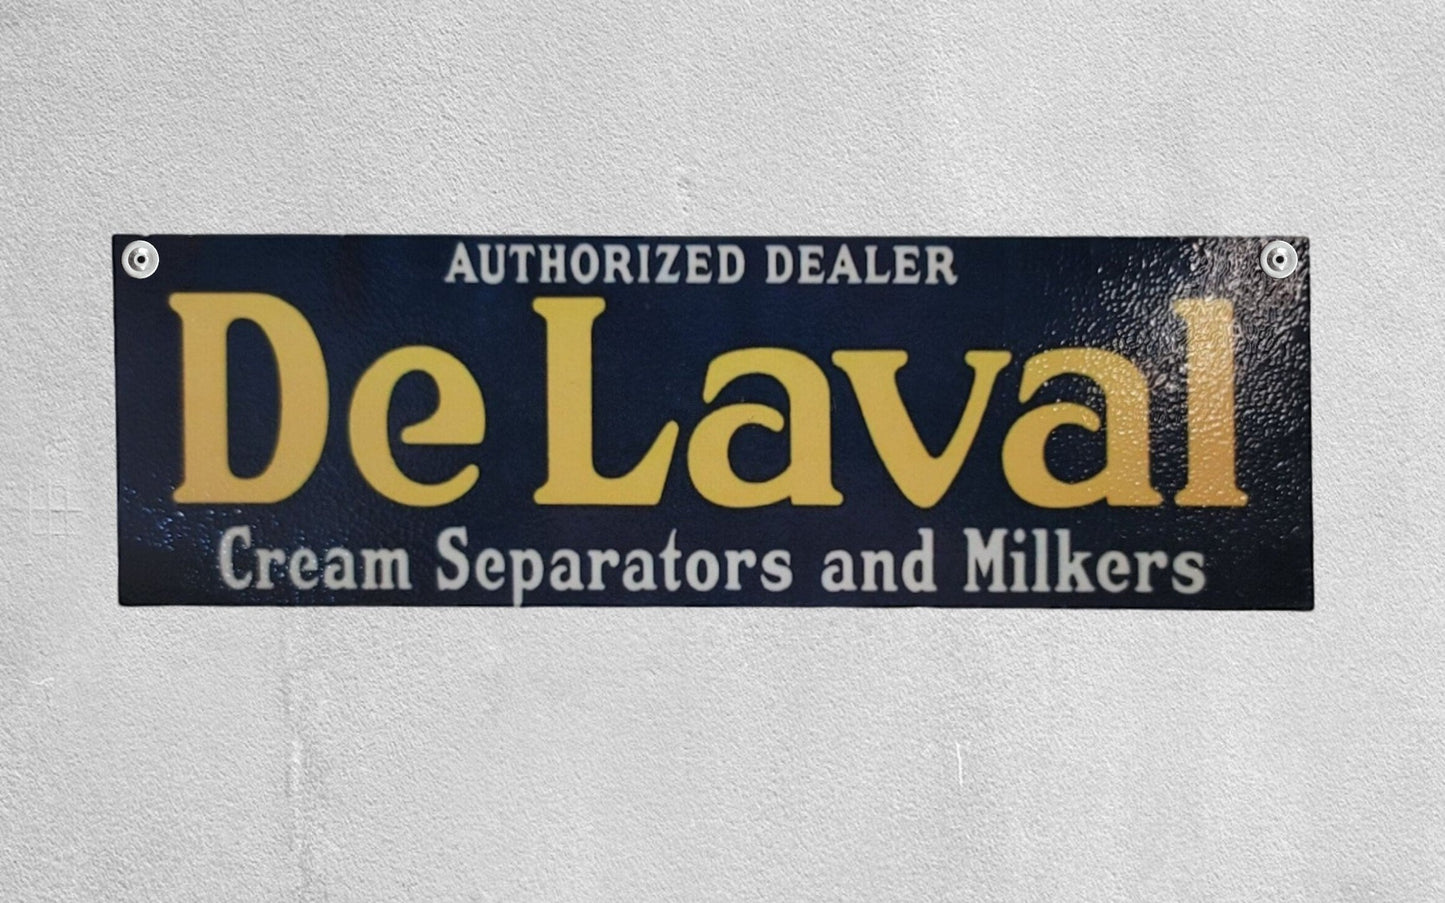 AUTHORIZED DEALER
De Laval
Cream Separators and Milkers